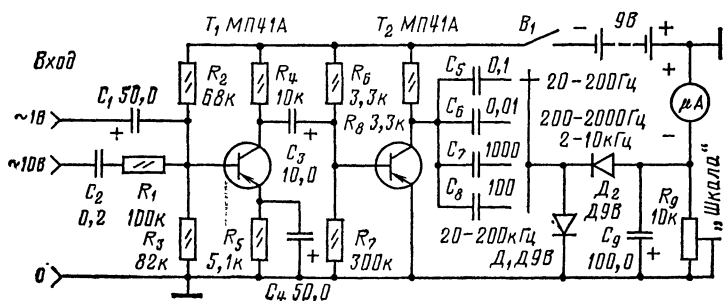 T₁ МП41А
T₂ МП41А
В₁
− 9В +
Вход
R₂
68к
R₄
10к
R₆
3,3к
R₈ 3,3к
C₅
0,1
20-200Гц
+
μА
−
C₁ 50,0
+
~1В
C₆
0,01
200-2000Гц
2-10кГц
~10В
C₂
0,2
R₁
100к
C₃
10,0
+
C₇
1000
C₈
100
Д₂
Д9В
R₉
10к
„Шкала“
R₃
82к
R₅
5,1к
R₇
300к
20-200кГц
Д₁ Д9В
C₉
100,0
+
0
C₄ 50,0
+